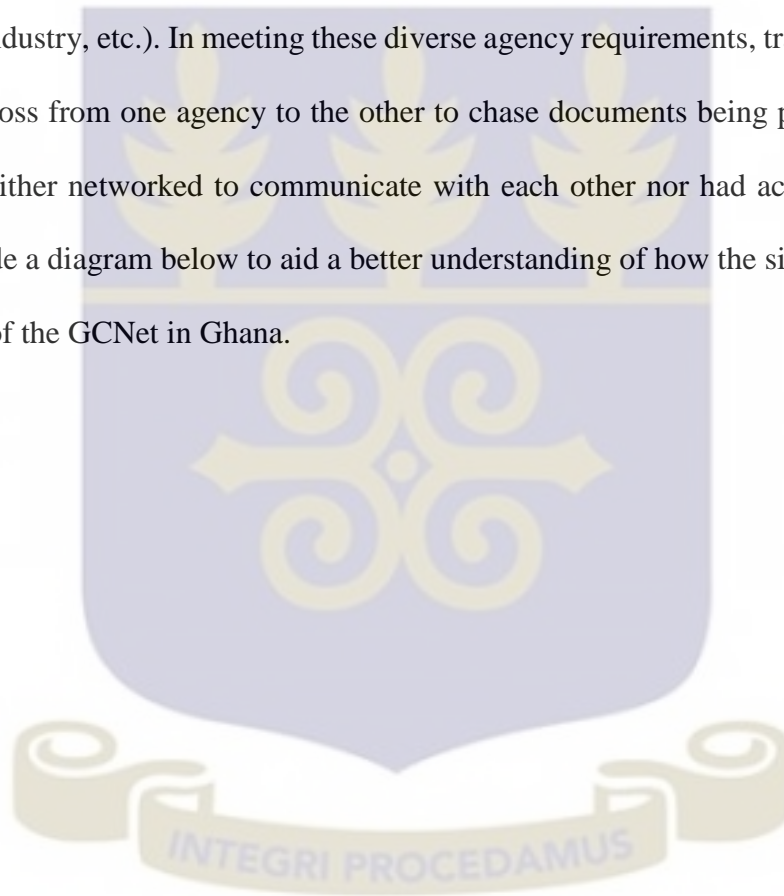 ndustry, etc.). In meeting these diverse agency requirements, tr
oss from one agency to the other to chase documents being p
ither networked to communicate with each other nor had ac
le a diagram below to aid a better understanding of how the si
of the GCNet in Ghana.
INTEGRI PROCEDAMUS